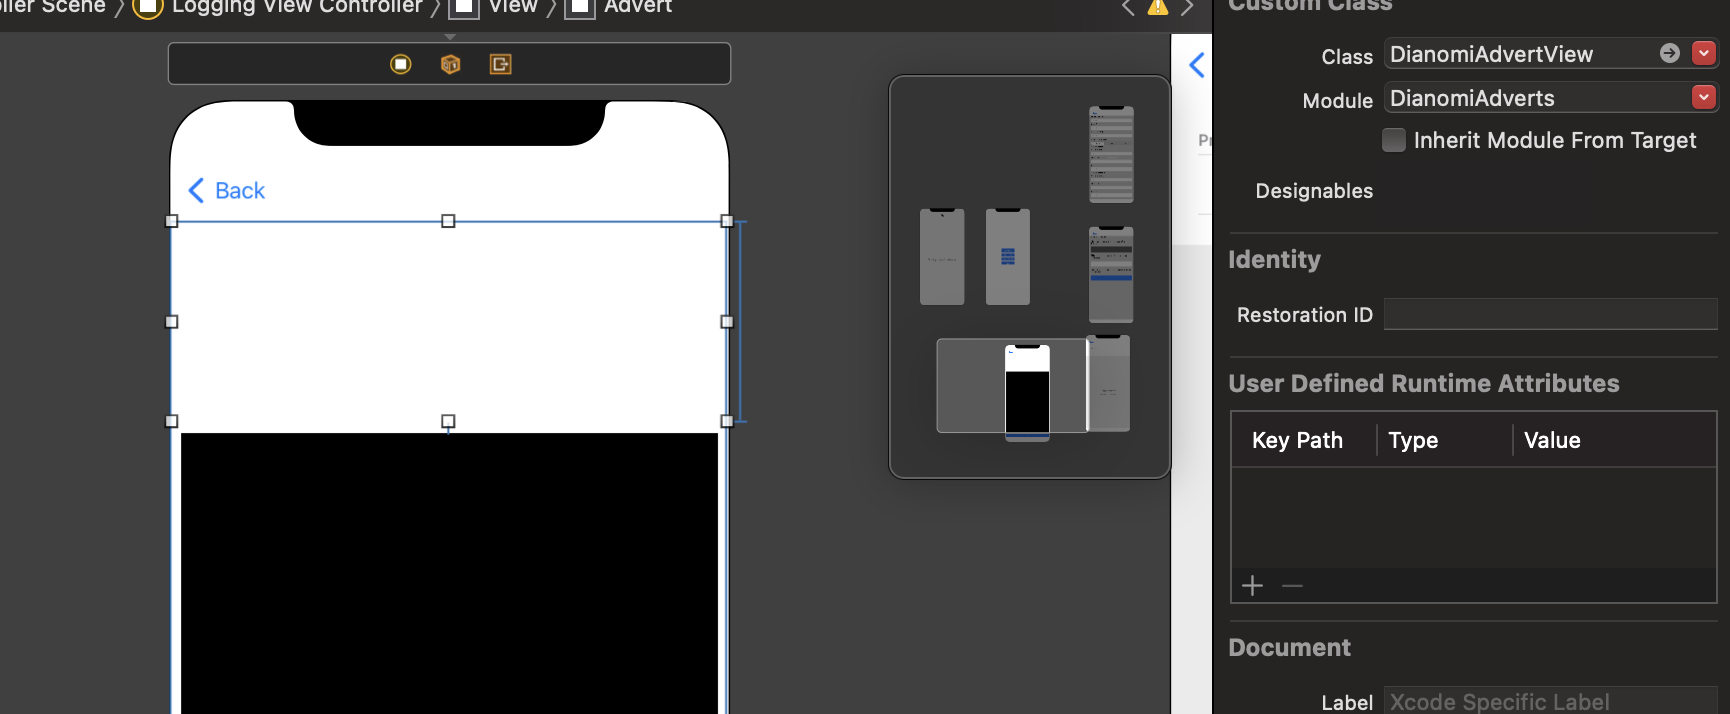 ller Scene 〉 Logging View Controller 〉 View 〉 Advert
Custom Class
Class DianomiAdvertView
Module DianomiAdverts
Inherit Module From Target
Designables
Identity
Restoration ID
User Defined Runtime Attributes
Key Path Type Value
Document
Label Xcode Specific Label
Back
Pr